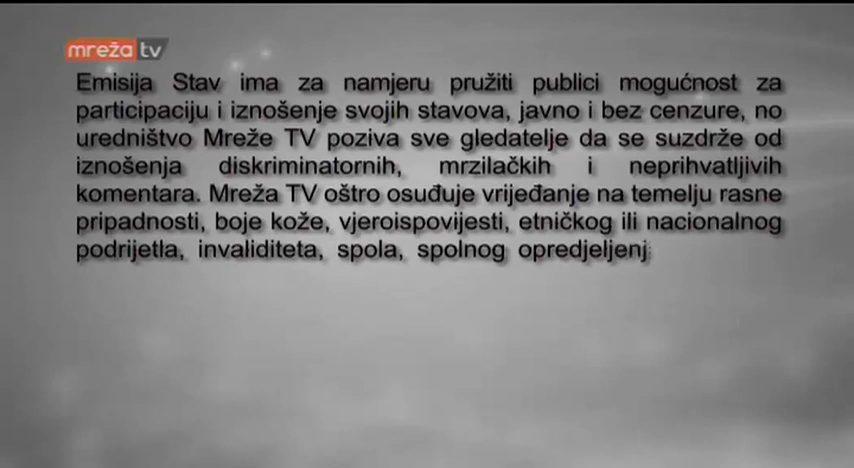 mreža tv
Emisija Stav ima za namjeru pružiti publici mogućnost za
participaciju i iznošenje svojih stavova, javno i bez cenzure, no
uredništvo Mreže TV poziva sve gledatelje da se suzdrže od
iznošenja diskriminatornih, mrzilačkih i neprihvatljivih
komentara. Mreža TV oštro osuđuje vrijeđanje na temelju rasne
pripadnosti, boje kože, vjeroispovijesti, etničkog ili nacionalnog
podrijetla, invaliditeta, spola, spolnog opredjeljenj